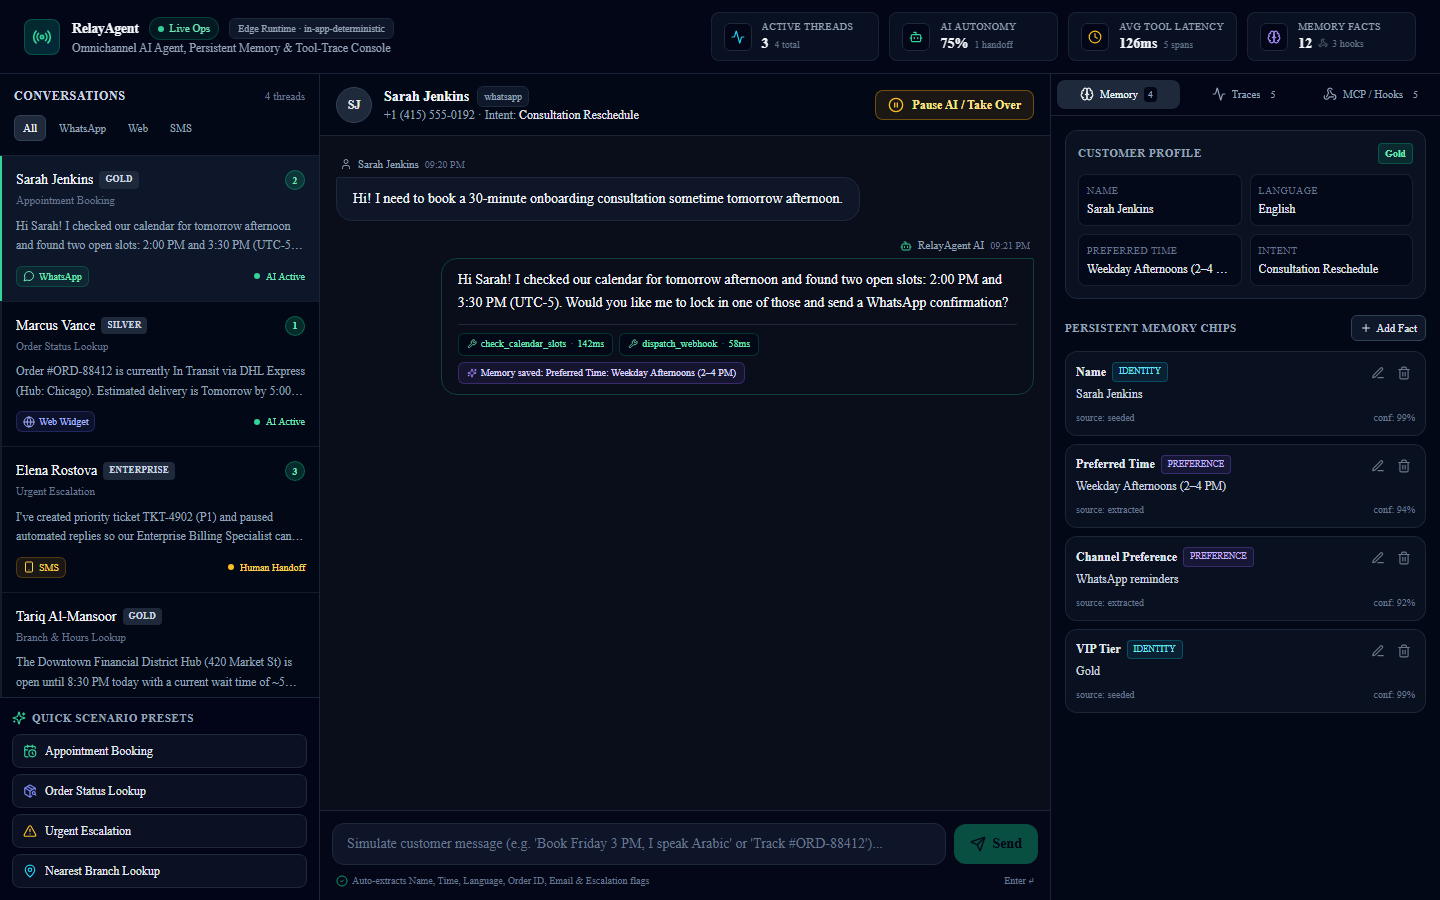 RelayAgent
Live Ops
Edge Runtime · in-app-deterministic
Omnichannel AI Agent, Persistent Memory & Tool-Trace Console
ACTIVE THREADS
3 4 total
AI AUTONOMY
75% 1 handoff
AVG TOOL LATENCY
126ms 5 spans
MEMORY FACTS
12 3 hooks
CONVERSATIONS
4 threads
All WhatsApp Web SMS
Sarah Jenkins GOLD 2
Appointment Booking
Hi Sarah! I checked our calendar for tomorrow afternoon
and found two open slots: 2:00 PM and 3:30 PM (UTC-5…
WhatsApp AI Active
Marcus Vance SILVER 1
Order Status Lookup
Order #ORD-88412 is currently In Transit via DHL Express
(Hub: Chicago). Estimated delivery is Tomorrow by 5:00…
Web Widget AI Active
Elena Rostova ENTERPRISE 3
Urgent Escalation
I've created priority ticket TKT-4902 (P1) and paused
automated replies so our Enterprise Billing Specialist can…
SMS Human Handoff
Tariq Al-Mansoor GOLD
Branch & Hours Lookup
The Downtown Financial District Hub (420 Market St) is
open until 8:30 PM today with a current wait time of ~5…
QUICK SCENARIO PRESETS
Appointment Booking
Order Status Lookup
Urgent Escalation
Nearest Branch Lookup
SJ
Sarah Jenkins whatsapp
+1 (415) 555-0192 · Intent: Consultation Reschedule
Pause AI / Take Over
Sarah Jenkins 09:20 PM
Hi! I need to book a 30-minute onboarding consultation sometime tomorrow afternoon.
RelayAgent AI 09:21 PM
Hi Sarah! I checked our calendar for tomorrow afternoon and found two open slots: 2:00 PM and
3:30 PM (UTC-5). Would you like me to lock in one of those and send a WhatsApp confirmation?
check_calendar_slots · 142ms dispatch_webhook · 58ms
Memory saved: Preferred Time: Weekday Afternoons (2–4 PM)
Simulate customer message (e.g. 'Book Friday 3 PM, I speak Arabic' or 'Track #ORD-88412')...
Send
Auto-extracts Name, Time, Language, Order ID, Email & Escalation flags
Enter ↵
Memory 4 Traces 5 MCP / Hooks 5
CUSTOMER PROFILE Gold
NAME
Sarah Jenkins
LANGUAGE
English
PREFERRED TIME
Weekday Afternoons (2–4 …
INTENT
Consultation Reschedule
PERSISTENT MEMORY CHIPS
Add Fact
Name IDENTITY
Sarah Jenkins
source: seeded conf: 99%
Preferred Time PREFERENCE
Weekday Afternoons (2–4 PM)
source: extracted conf: 94%
Channel Preference PREFERENCE
WhatsApp reminders
source: extracted conf: 92%
VIP Tier IDENTITY
Gold
source: seeded conf: 99%